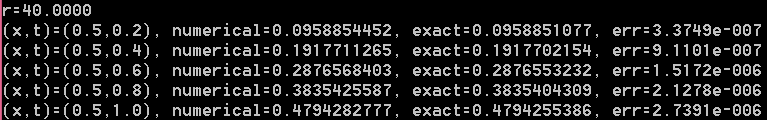 r=40.0000
(x,t)=(0.5,0.2), numerical=0.0958854452, exact=0.0958851077, err=3.3749e-007
(x,t)=(0.5,0.4), numerical=0.1917711265, exact=0.1917702154, err=9.1101e-007
(x,t)=(0.5,0.6), numerical=0.2876568403, exact=0.2876553232, err=1.5172e-006
(x,t)=(0.5,0.8), numerical=0.3835425587, exact=0.3835404309, err=2.1278e-006
(x,t)=(0.5,1.0), numerical=0.4794282777, exact=0.4794255386, err=2.7391e-006